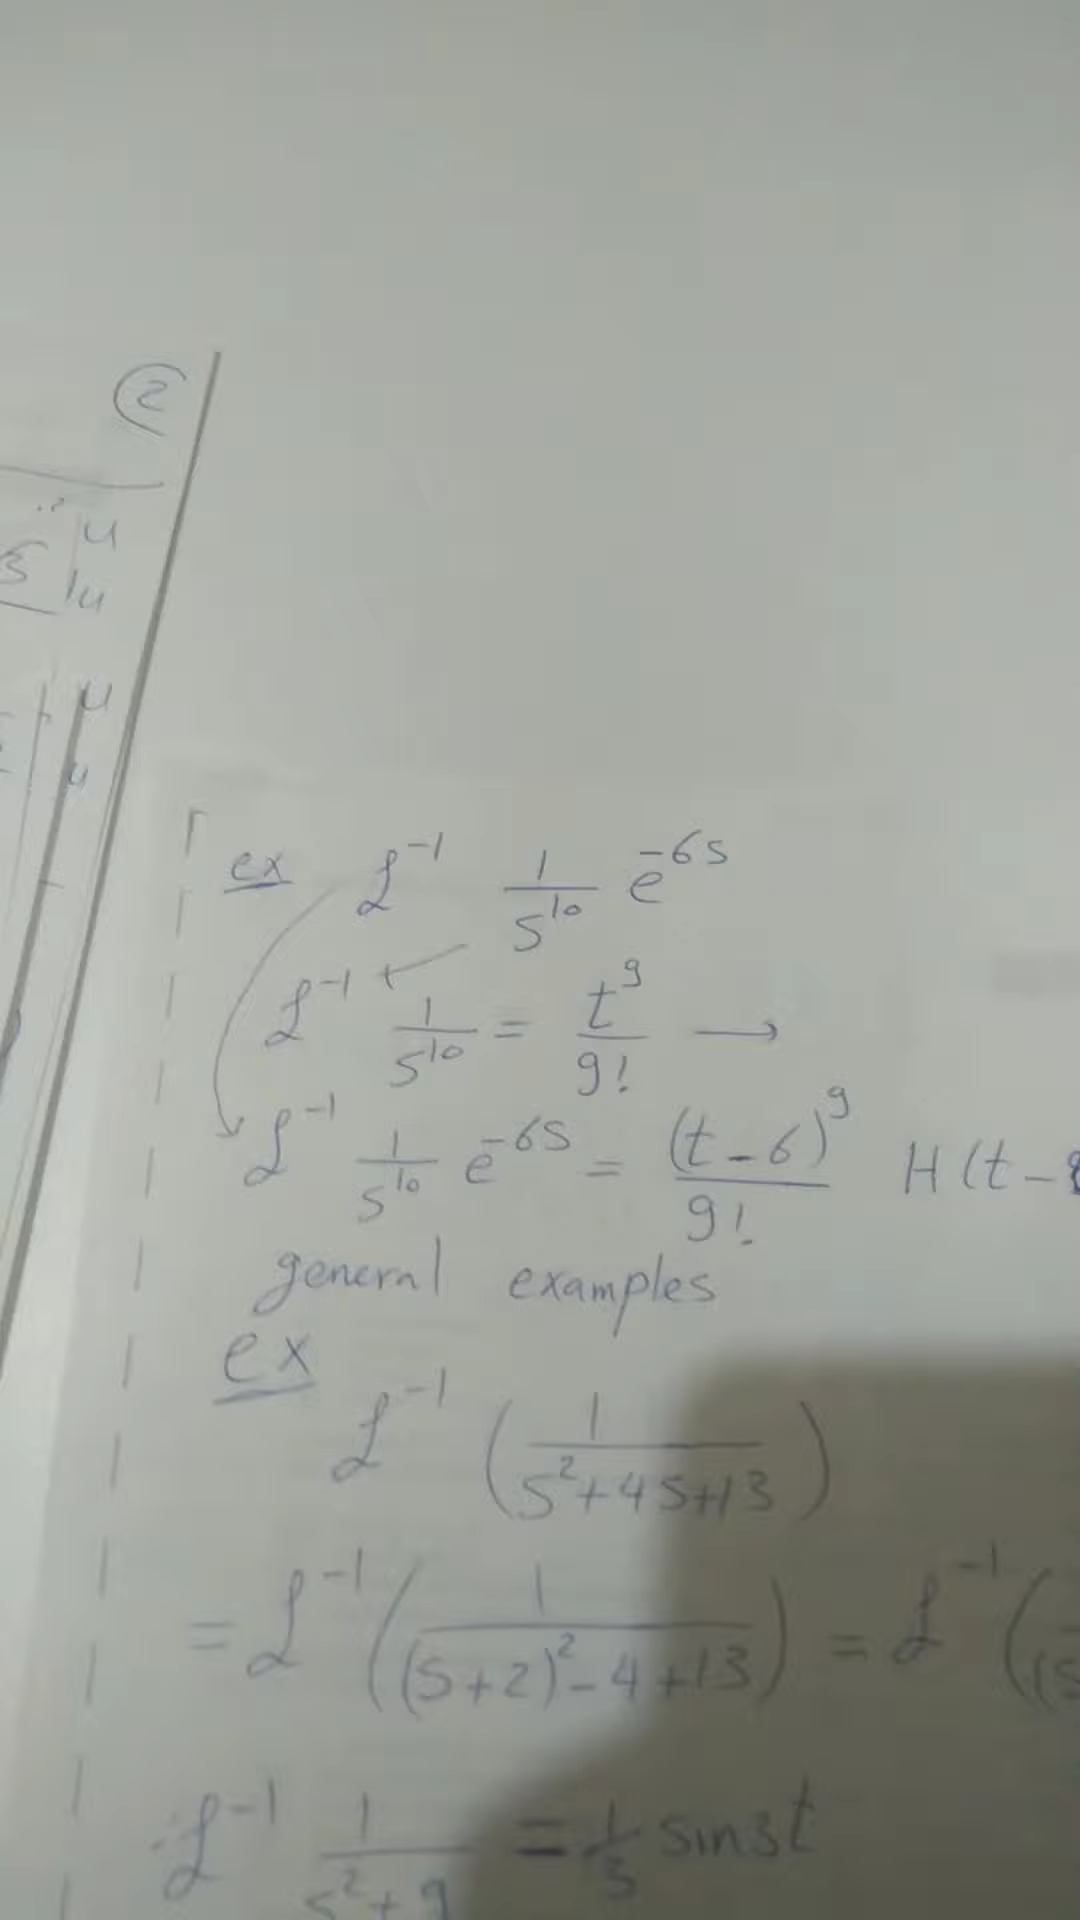 2
u
5 u
u
u
ex ℒ⁻¹ 1/s¹⁰ e⁻⁶ˢ
ℒ⁻¹ 1/s¹⁰ = t⁹/9! →
ℒ⁻¹ 1/s¹⁰ e⁻⁶ˢ = (t-6)⁹/9! H(t-
general examples
ex
ℒ⁻¹ (1/(s²+4s+13))
= ℒ⁻¹ (1/((s+2)²-4+13)) = ℒ⁻¹ (
ℒ⁻¹ 1/(s²+9) = 1/3 sin3t